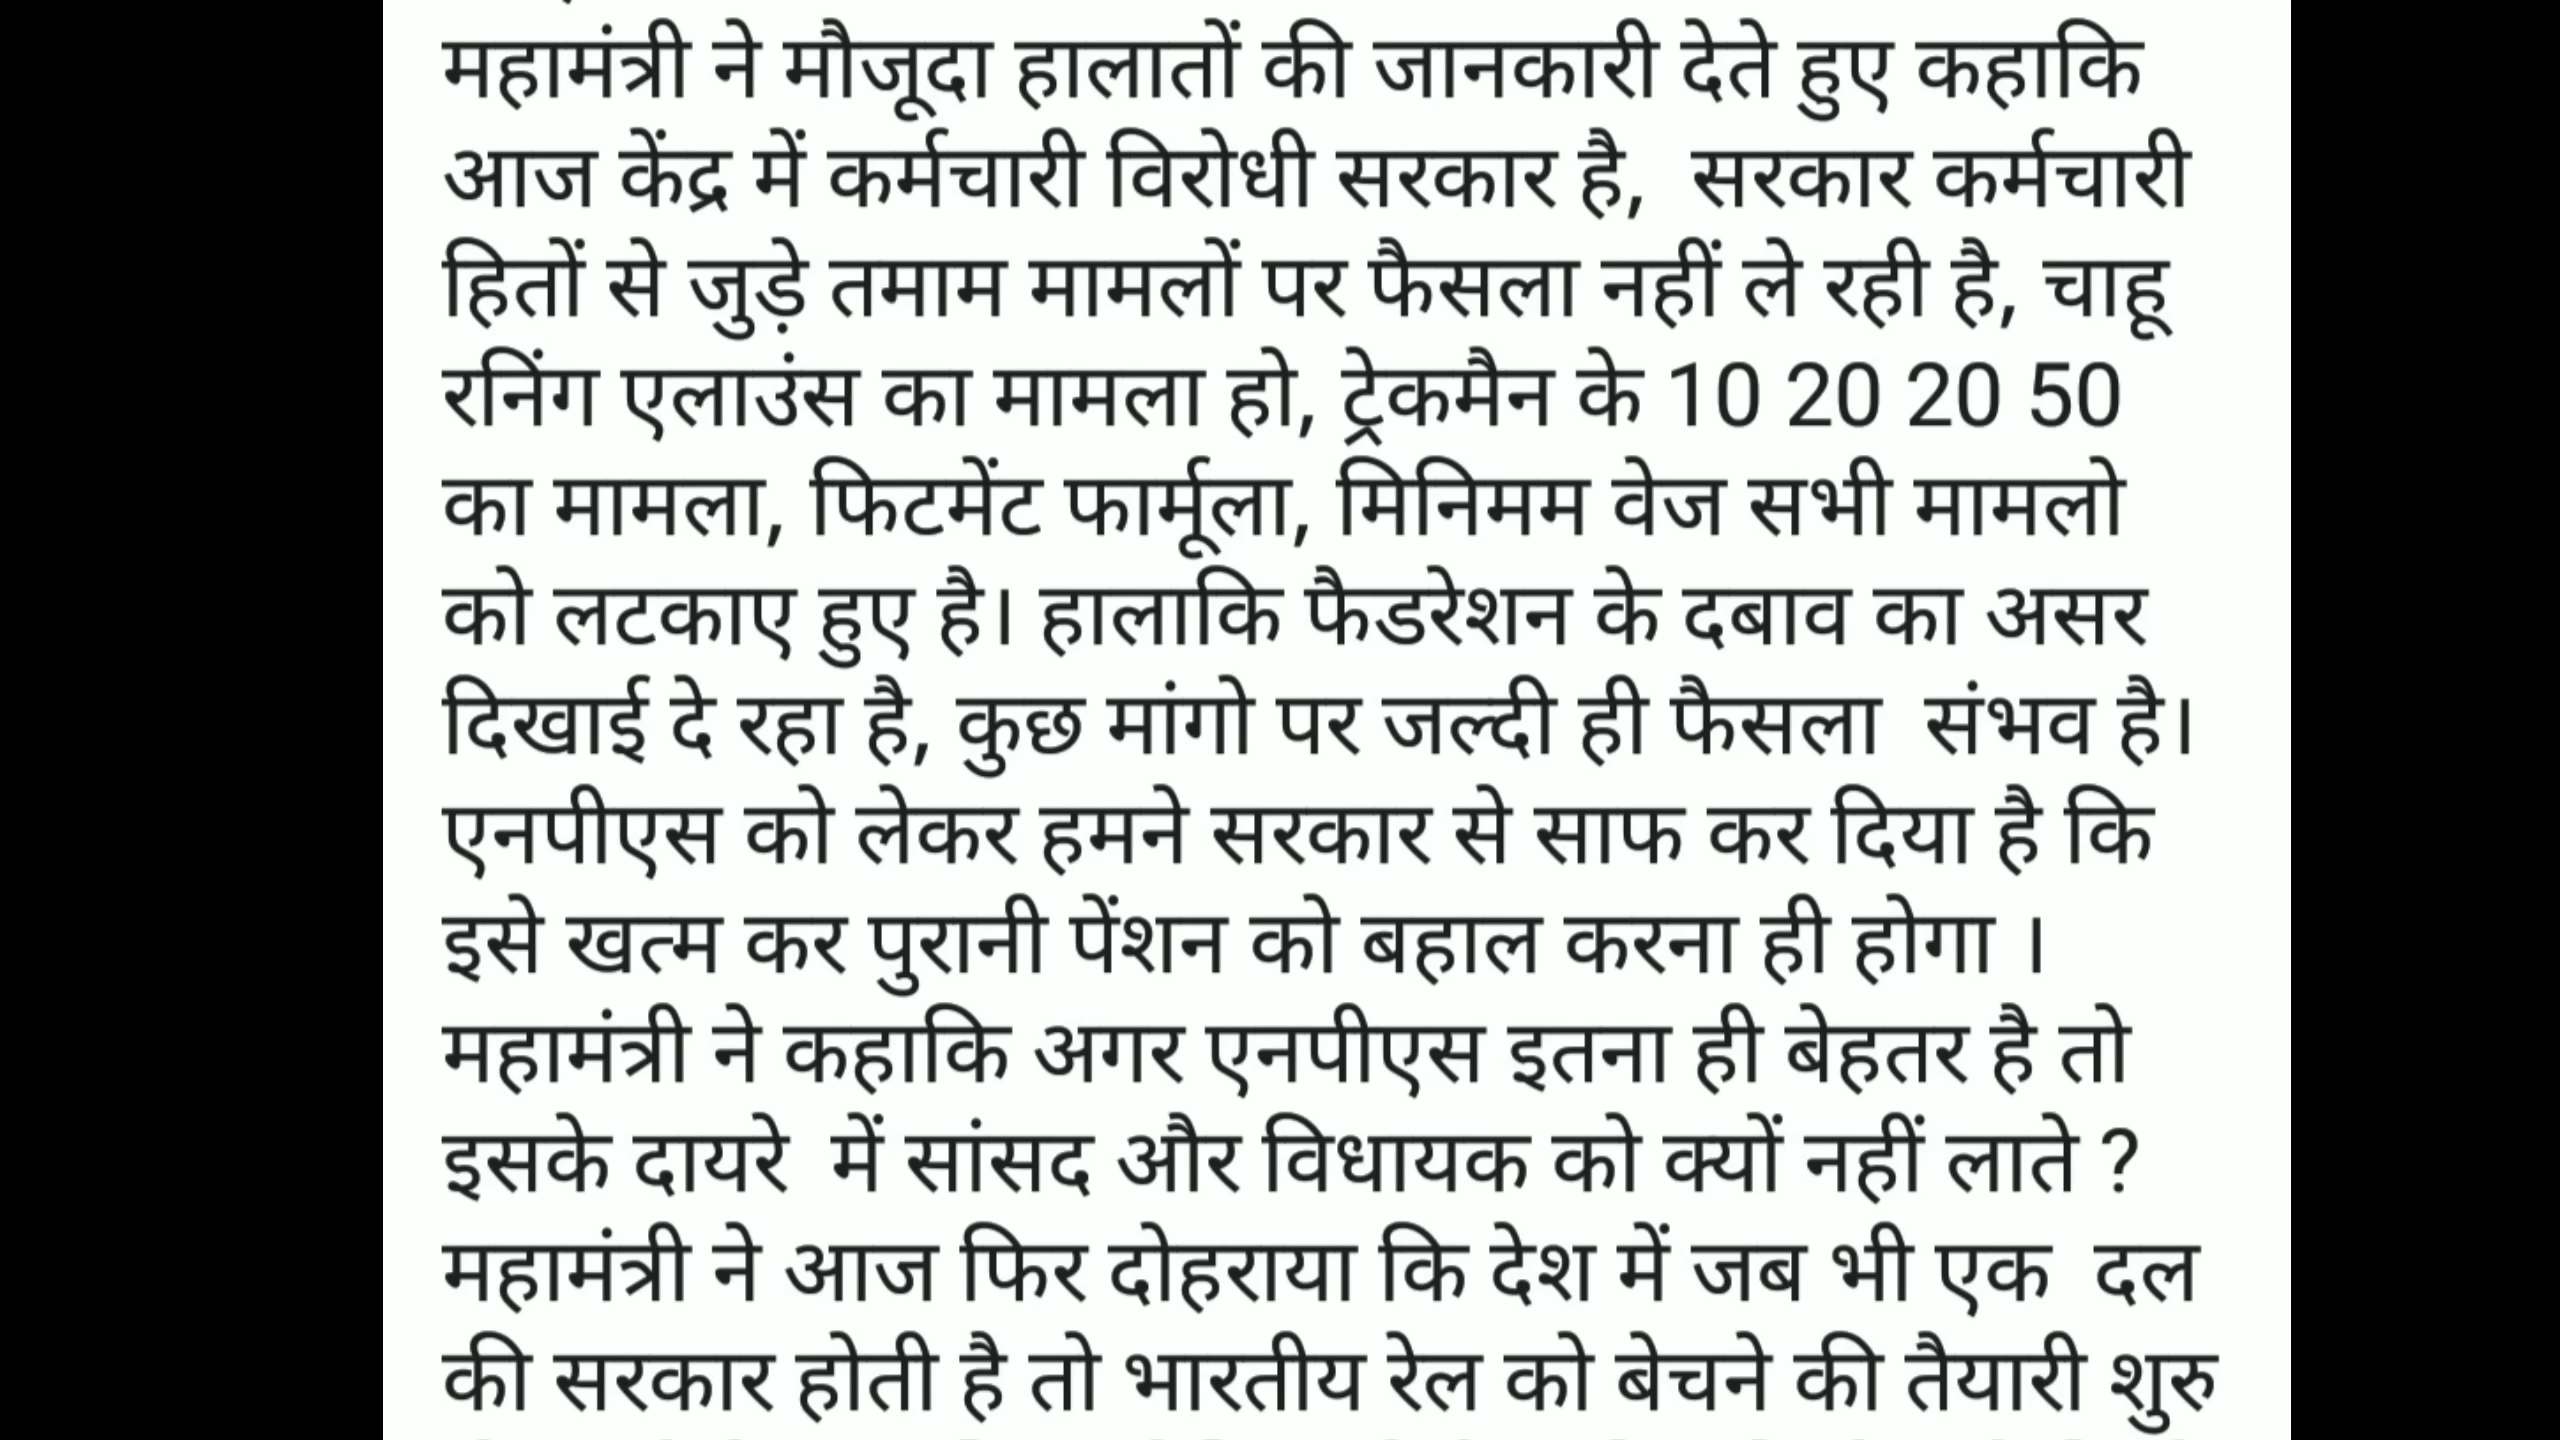 महामंत्री ने मौजूदा हालातों की जानकारी देते हुए कहाकि
आज केंद्र में कर्मचारी विरोधी सरकार है,  सरकार कर्मचारी
हितों से जुड़े तमाम मामलों पर फैसला नहीं ले रही है, चाहू
रनिंग एलाउंस का मामला हो, ट्रेकमैन के 10 20 20 50
का मामला, फिटमेंट फार्मूला, मिनिमम वेज सभी मामलो
को लटकाए हुए है। हालाकि फैडरेशन के दबाव का असर
दिखाई दे रहा है, कुछ मांगो पर जल्दी ही फैसला  संभव है।
एनपीएस को लेकर हमने सरकार से साफ कर दिया है कि
इसे खत्म कर पुरानी पेंशन को बहाल करना ही होगा ।
महामंत्री ने कहाकि अगर एनपीएस इतना ही बेहतर है तो
इसके दायरे  में सांसद और विधायक को क्यों नहीं लाते ?
महामंत्री ने आज फिर दोहराया कि देश में जब भी एक  दल
की सरकार होती है तो भारतीय रेल को बेचने की तैयारी शुरु